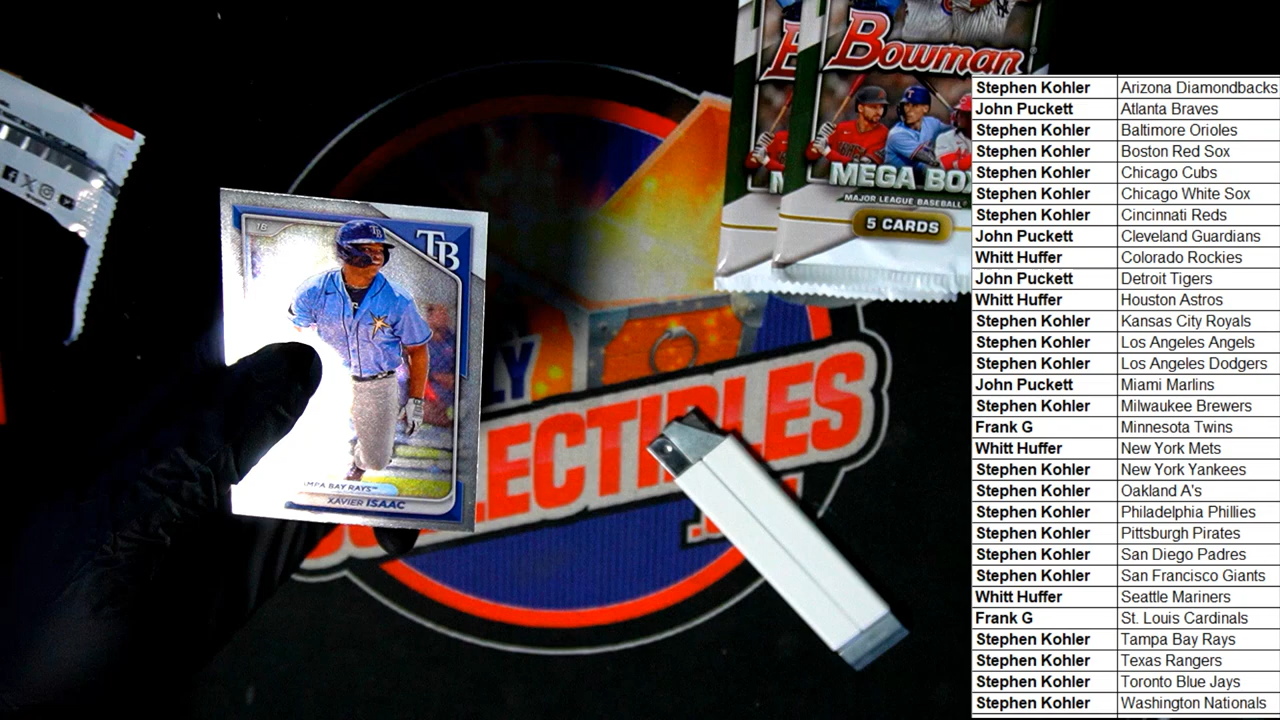 Bowman
MEGA BOX
MAJOR LEAGUE BASEBALL
5 CARDS
1B
TB
TAMPA BAY RAYS™
XAVIER ISAAC
LY
LECTIBLES
Stephen Kohler Arizona Diamondbacks
John Puckett Atlanta Braves
Stephen Kohler Baltimore Orioles
Stephen Kohler Boston Red Sox
Stephen Kohler Chicago Cubs
Stephen Kohler Chicago White Sox
Stephen Kohler Cincinnati Reds
John Puckett Cleveland Guardians
Whitt Huffer Colorado Rockies
John Puckett Detroit Tigers
Whitt Huffer Houston Astros
Stephen Kohler Kansas City Royals
Stephen Kohler Los Angeles Angels
Stephen Kohler Los Angeles Dodgers
John Puckett Miami Marlins
Stephen Kohler Milwaukee Brewers
Frank G Minnesota Twins
Whitt Huffer New York Mets
Stephen Kohler New York Yankees
Stephen Kohler Oakland A's
Stephen Kohler Philadelphia Phillies
Stephen Kohler Pittsburgh Pirates
Stephen Kohler San Diego Padres
Stephen Kohler San Francisco Giants
Whitt Huffer Seattle Mariners
Frank G St. Louis Cardinals
Stephen Kohler Tampa Bay Rays
Stephen Kohler Texas Rangers
Stephen Kohler Toronto Blue Jays
Stephen Kohler Washington Nationals